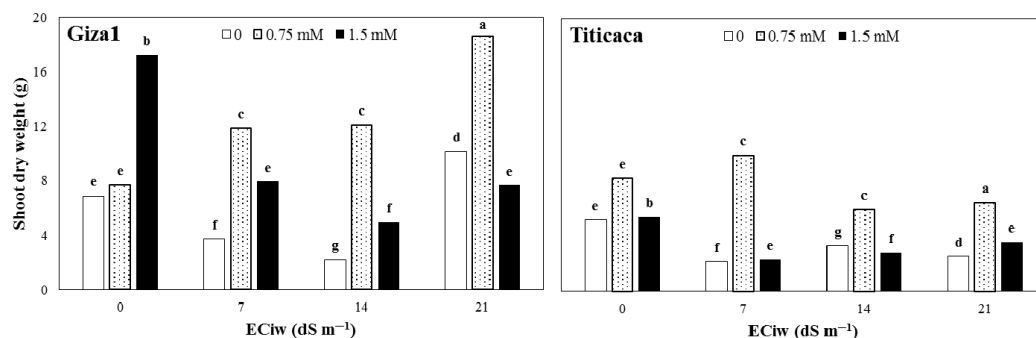 Giza1
0 0.75 mM 1.5 mM
Shoot dry weight (g)
20
16
12
8
4
0
e e b
f c e
g c f
d a e
0 7 14 21
ECiw (dS m⁻¹)
Titicaca
0 0.75 mM 1.5 mM
e e b
f c e
g c f
d a e
0 7 14 21
ECiw (dS m⁻¹)